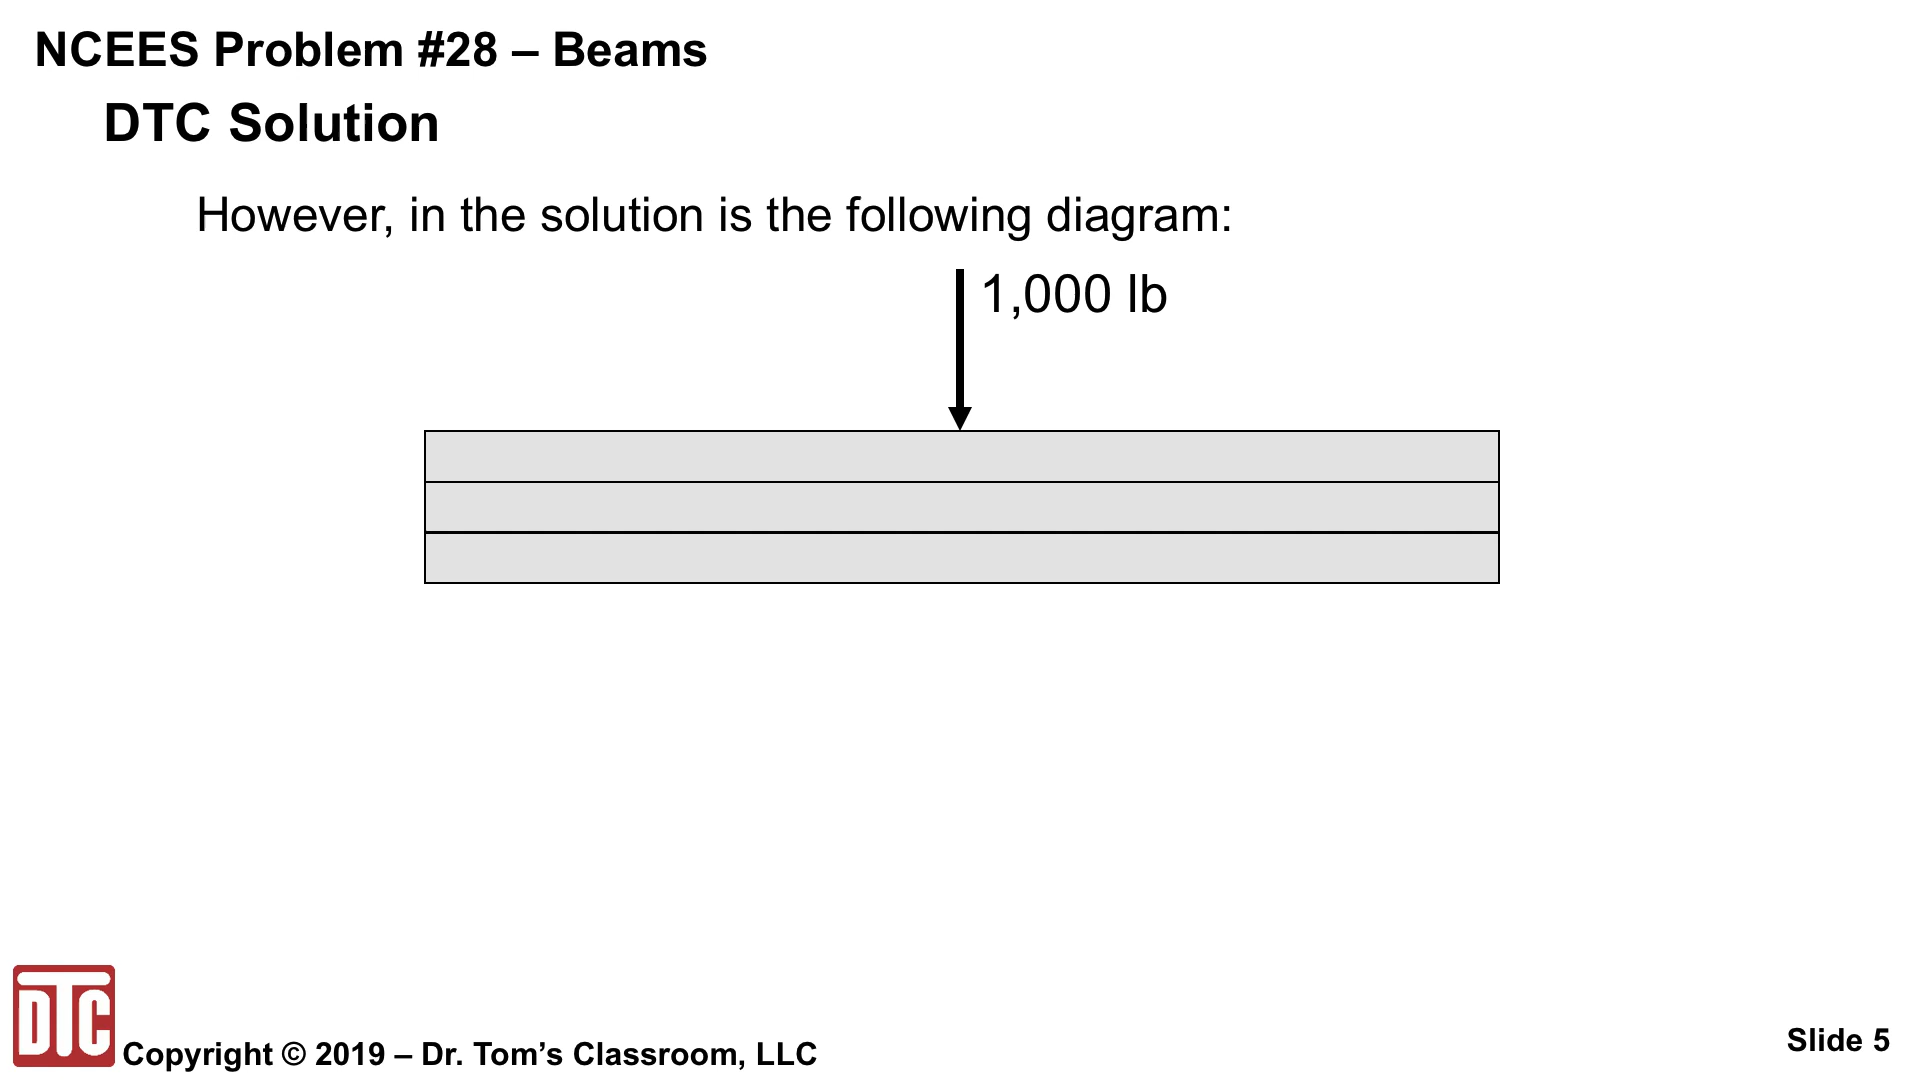 NCEES Problem #28 – Beams
DTC Solution
However, in the solution is the following diagram:
1,000 lb
DTC
Copyright © 2019 – Dr. Tom’s Classroom, LLC
Slide 5